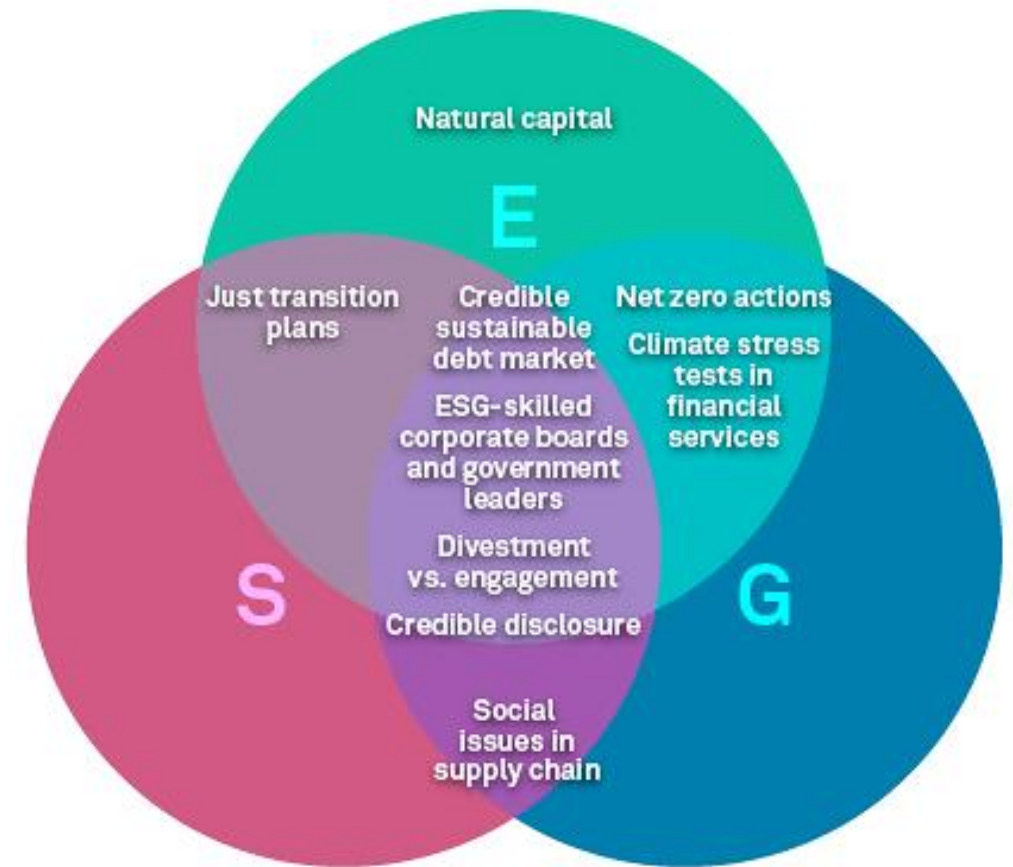 Natural capital
E
Just transition
plans
Credible
sustainable
debt market
ESG-skilled
corporate boards
and government
leaders
Divestment
vs. engagement
Credible disclosure
Net zero actions
Climate stress
tests in
financial
services
S
G
Social
issues in
supply chain